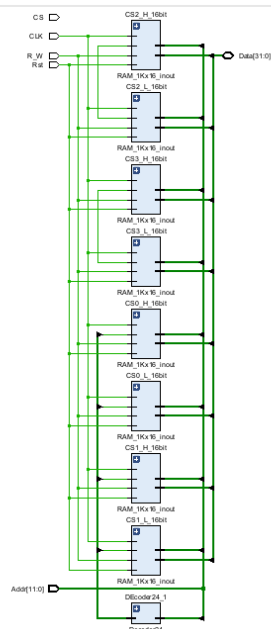 CS2_H_16bit
CS
CLK
R_W
Rst
Data[31:0]
RAM_1Kx16_inout
CS2_L_16bit
RAM_1Kx16_inout
CS3_H_16bit
RAM_1Kx16_inout
CS3_L_16bit
RAM_1Kx16_inout
CS0_H_16bit
RAM_1Kx16_inout
CS0_L_16bit
RAM_1Kx16_inout
CS1_H_16bit
RAM_1Kx16_inout
CS1_L_16bit
RAM_1Kx16_inout
Addr[11:0]
DEcoder24_1